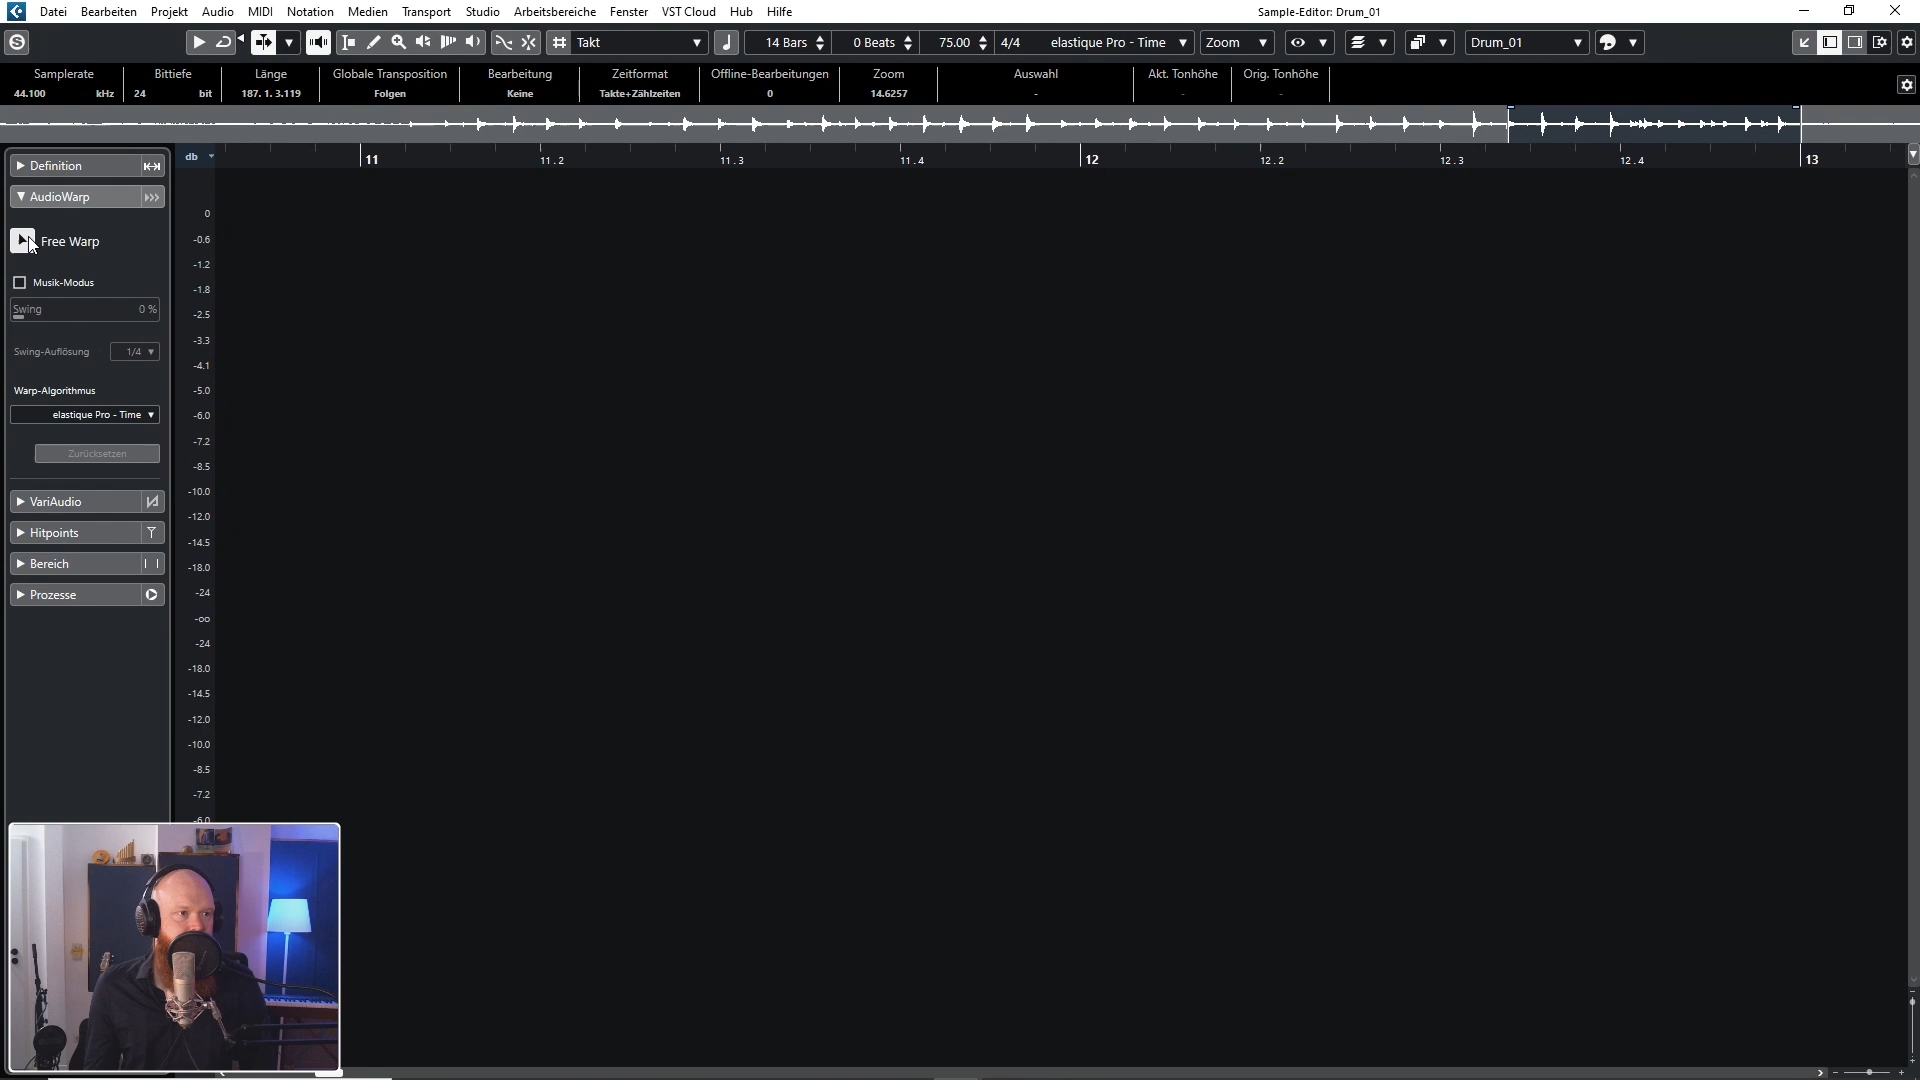 Datei Bearbeiten Projekt Audio MIDI Notation Medien Transport Studio Arbeitsbereiche Fenster VST Cloud Hub Hilfe Sample-Editor: Drum_01
Takt 14 Bars 0 Beats 75.00 4/4 elastique Pro - Time Zoom Drum_01
Samplerate Bittiefe Länge Globale Transposition Bearbeitung Zeitformat Offline-Bearbeitungen Zoom Auswahl Akt. Tonhöhe Orig. Tonhöhe
44.100 kHz 24 bit 187. 1. 3.119 Folgen Keine Takte+Zählzeiten 0 14.6257 - - -
db 11 11.2 11.3 11.4 12 12.2 12.3 12.4 13
Definition
AudioWarp
Free Warp
Musik-Modus
Swing 0 %
Swing-Auflösung 1/4
Warp-Algorithmus
elastique Pro - Time
Zurücksetzen
VariAudio
Hitpoints
Bereich
Prozesse
0
-0.6
-1.2
-1.8
-2.5
-3.3
-4.1
-5.0
-6.0
-7.2
-8.5
-10.0
-12.0
-14.5
-18.0
-24
-oo
-24
-18.0
-14.5
-12.0
-10.0
-8.5
-7.2
-6.0